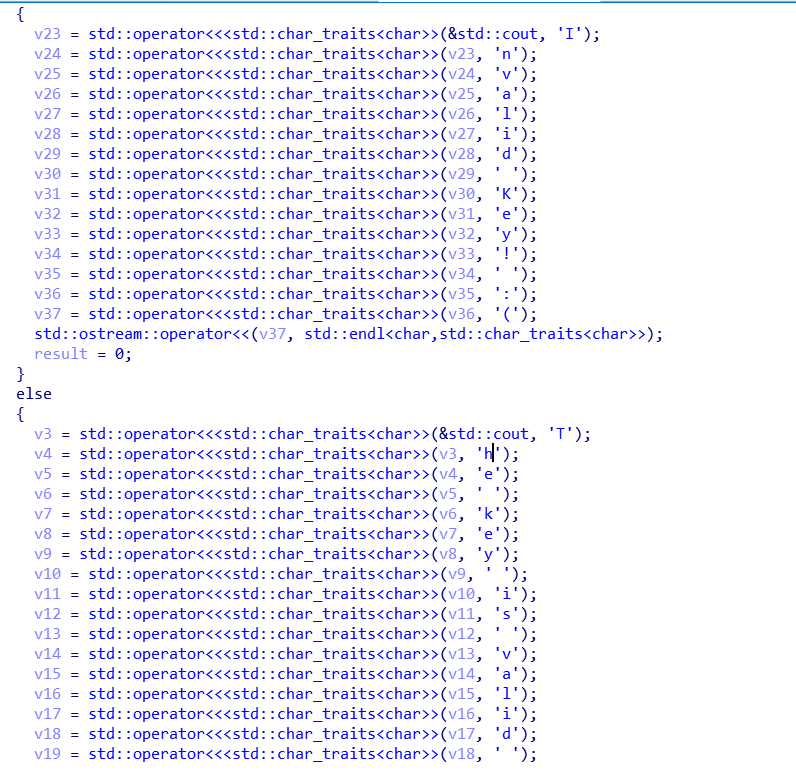 {
v23 = std::operator<<<std::char_traits<char>>(&std::cout, 'I');
v24 = std::operator<<<std::char_traits<char>>(v23, 'n');
v25 = std::operator<<<std::char_traits<char>>(v24, 'v');
v26 = std::operator<<<std::char_traits<char>>(v25, 'a');
v27 = std::operator<<<std::char_traits<char>>(v26, 'l');
v28 = std::operator<<<std::char_traits<char>>(v27, 'i');
v29 = std::operator<<<std::char_traits<char>>(v28, 'd');
v30 = std::operator<<<std::char_traits<char>>(v29, ' ');
v31 = std::operator<<<std::char_traits<char>>(v30, 'K');
v32 = std::operator<<<std::char_traits<char>>(v31, 'e');
v33 = std::operator<<<std::char_traits<char>>(v32, 'y');
v34 = std::operator<<<std::char_traits<char>>(v33, '!');
v35 = std::operator<<<std::char_traits<char>>(v34, ' ');
v36 = std::operator<<<std::char_traits<char>>(v35, ':');
v37 = std::operator<<<std::char_traits<char>>(v36, '(');
std::ostream::operator<<(v37, std::endl<char,std::char_traits<char>>);
result = 0;
}
else
{
v3 = std::operator<<<std::char_traits<char>>(&std::cout, 'T');
v4 = std::operator<<<std::char_traits<char>>(v3, 'h');
v5 = std::operator<<<std::char_traits<char>>(v4, 'e');
v6 = std::operator<<<std::char_traits<char>>(v5, ' ');
v7 = std::operator<<<std::char_traits<char>>(v6, 'k');
v8 = std::operator<<<std::char_traits<char>>(v7, 'e');
v9 = std::operator<<<std::char_traits<char>>(v8, 'y');
v10 = std::operator<<<std::char_traits<char>>(v9, ' ');
v11 = std::operator<<<std::char_traits<char>>(v10, 'i');
v12 = std::operator<<<std::char_traits<char>>(v11, 's');
v13 = std::operator<<<std::char_traits<char>>(v12, ' ');
v14 = std::operator<<<std::char_traits<char>>(v13, 'v');
v15 = std::operator<<<std::char_traits<char>>(v14, 'a');
v16 = std::operator<<<std::char_traits<char>>(v15, 'l');
v17 = std::operator<<<std::char_traits<char>>(v16, 'i');
v18 = std::operator<<<std::char_traits<char>>(v17, 'd');
v19 = std::operator<<<std::char_traits<char>>(v18, ' ');